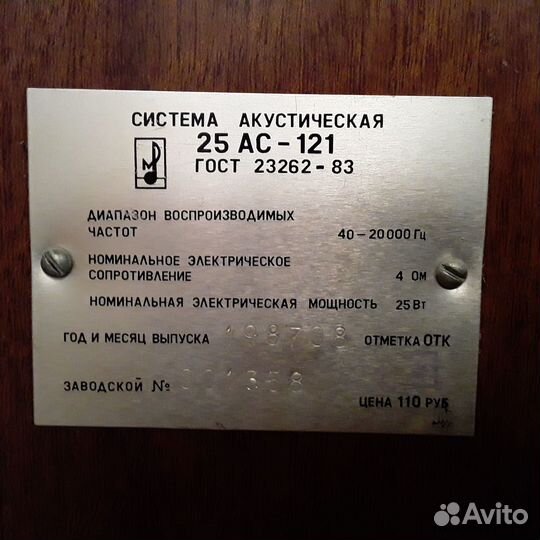 СИСТЕМА АКУСТИЧЕСКАЯ
25 АС-121
ГОСТ 23262-83
М
ДИАПАЗОН ВОСПРОИЗВОДИМЫХ
ЧАСТОТ 40-20000 Гц
НОМИНАЛЬНОЕ ЭЛЕКТРИЧЕСКОЕ
СОПРОТИВЛЕНИЕ 4 ОМ
НОМИНАЛЬНАЯ ЭЛЕКТРИЧЕСКАЯ МОЩНОСТЬ 25 Вт
ГОД И МЕСЯЦ ВЫПУСКА 198708 ОТМЕТКА ОТК
ЗАВОДСКОЙ №
ЦЕНА 110 РУБ
Avito